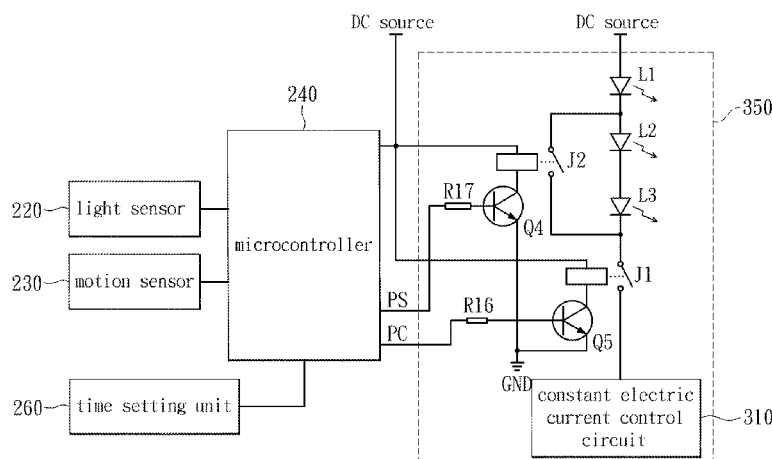 DC source
DC source
L1
240
350
L2
J2
R17
L3
220
light sensor
microcontroller
Q4
230
motion sensor
J1
PS
R16
PC
Q5
GND
260
time setting unit
constant electric
current control
circuit
310